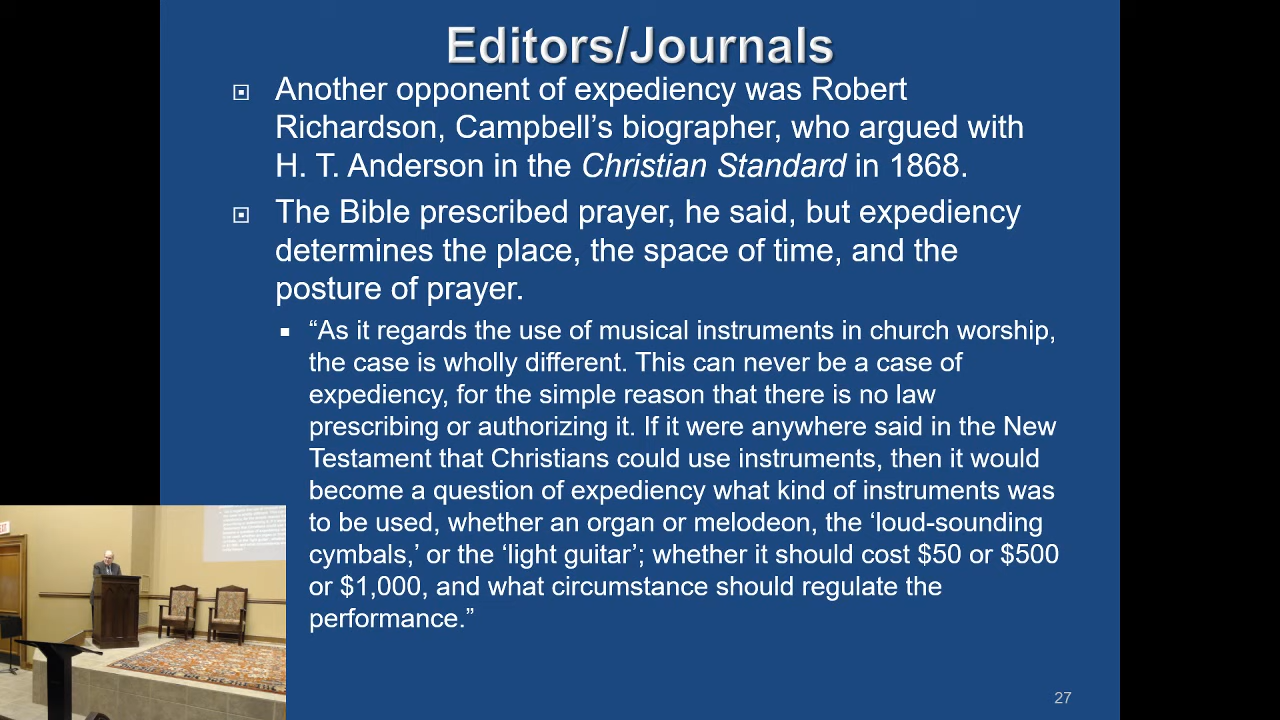 Editors/Journals
Another opponent of expediency was Robert
Richardson, Campbell’s biographer, who argued with
H. T. Anderson in the Christian Standard in 1868.
The Bible prescribed prayer, he said, but expediency
determines the place, the space of time, and the
posture of prayer.
“As it regards the use of musical instruments in church worship,
the case is wholly different. This can never be a case of
expediency, for the simple reason that there is no law
prescribing or authorizing it. If it were anywhere said in the New
Testament that Christians could use instruments, then it would
become a question of expediency what kind of instruments was
to be used, whether an organ or melodeon, the ‘loud-sounding
cymbals,’ or the ‘light guitar’; whether it should cost $50 or $500
or $1,000, and what circumstance should regulate the
performance.”
27